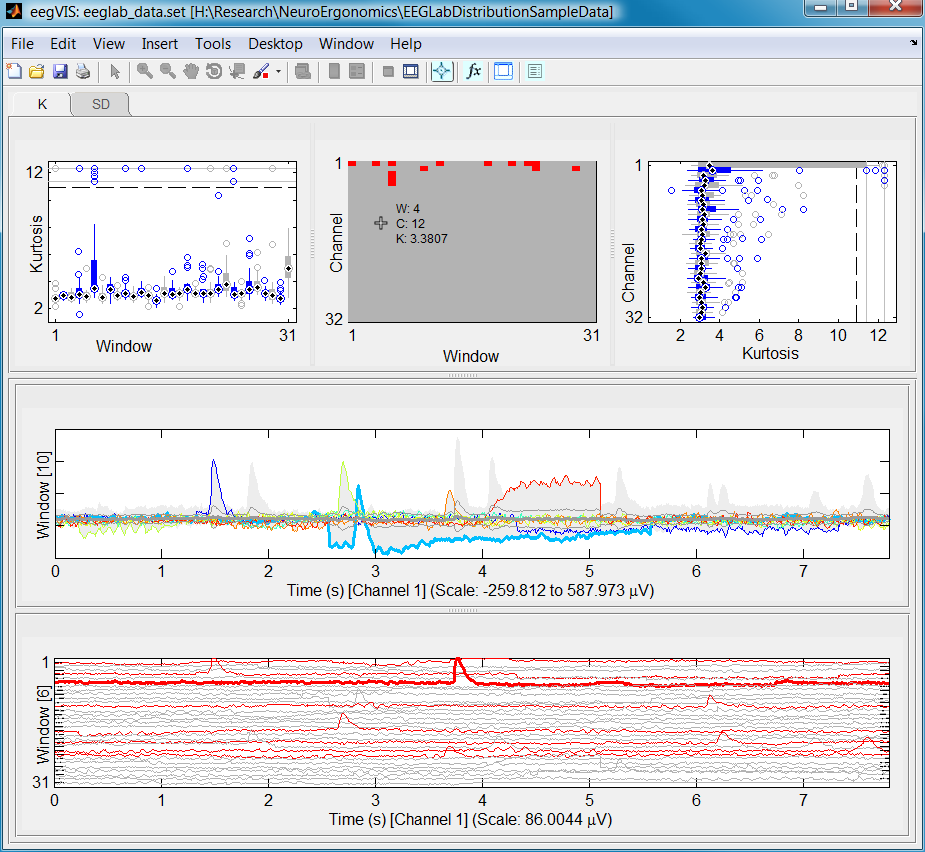 eegVIS: eeglab_data.set [H:\Research\NeuroErgonomics\EEGLabDistributionSampleData]
File Edit View Insert Tools Desktop Window Help
fx
K SD
12
Kurtosis
2
1 31
Window
1
W: 4
C: 12
K: 3.3807
Channel
32
1 31
Window
1
Channel
32
2 4 6 8 10 12
Kurtosis
Window [10]
0 1 2 3 4 5 6 7
Time (s) [Channel 1] (Scale: -259.812 to 587.973 µV)
1
Window [6]
31
0 1 2 3 4 5 6 7
Time (s) [Channel 1] (Scale: 86.0044 µV)